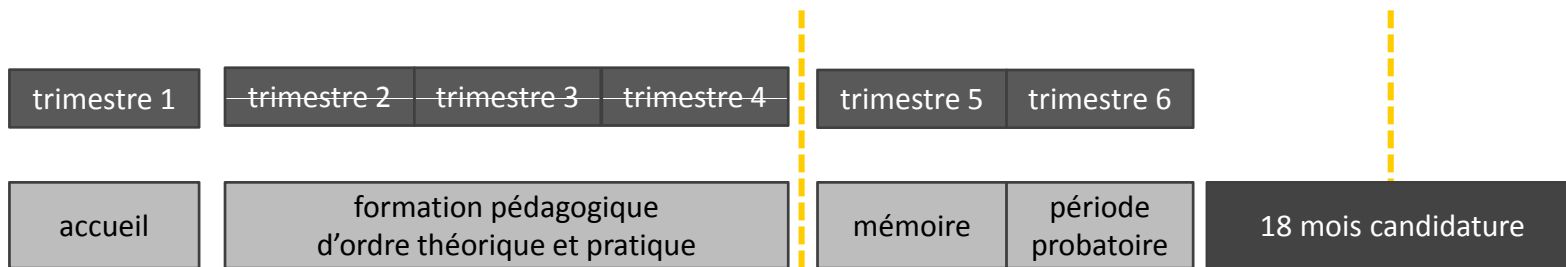 trimestre 1
trimestre 2
trimestre 3
trimestre 4
trimestre 5
trimestre 6
accueil
formation pédagogique
d'ordre théorique et pratique
mémoire
période
probatoire
18 mois candidature